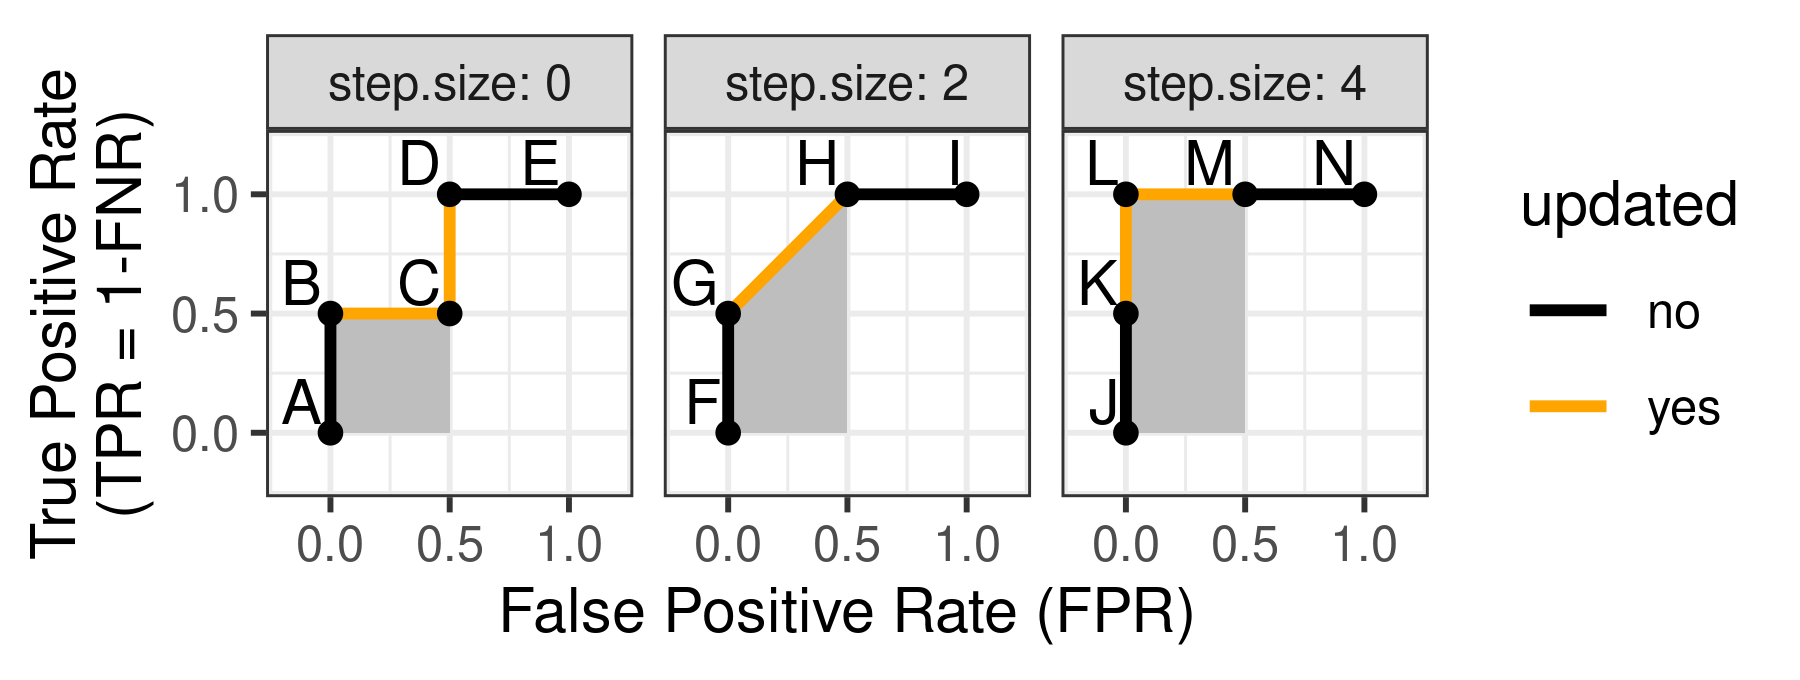 True Positive Rate
(TPR = 1-FNR)
step.size: 0
step.size: 2
step.size: 4
1.0
0.5
0.0
D E
B C
A
H I
G
F
L M N
K
J
0.0 0.5 1.0
0.0 0.5 1.0
0.0 0.5 1.0
False Positive Rate (FPR)
updated
no
yes